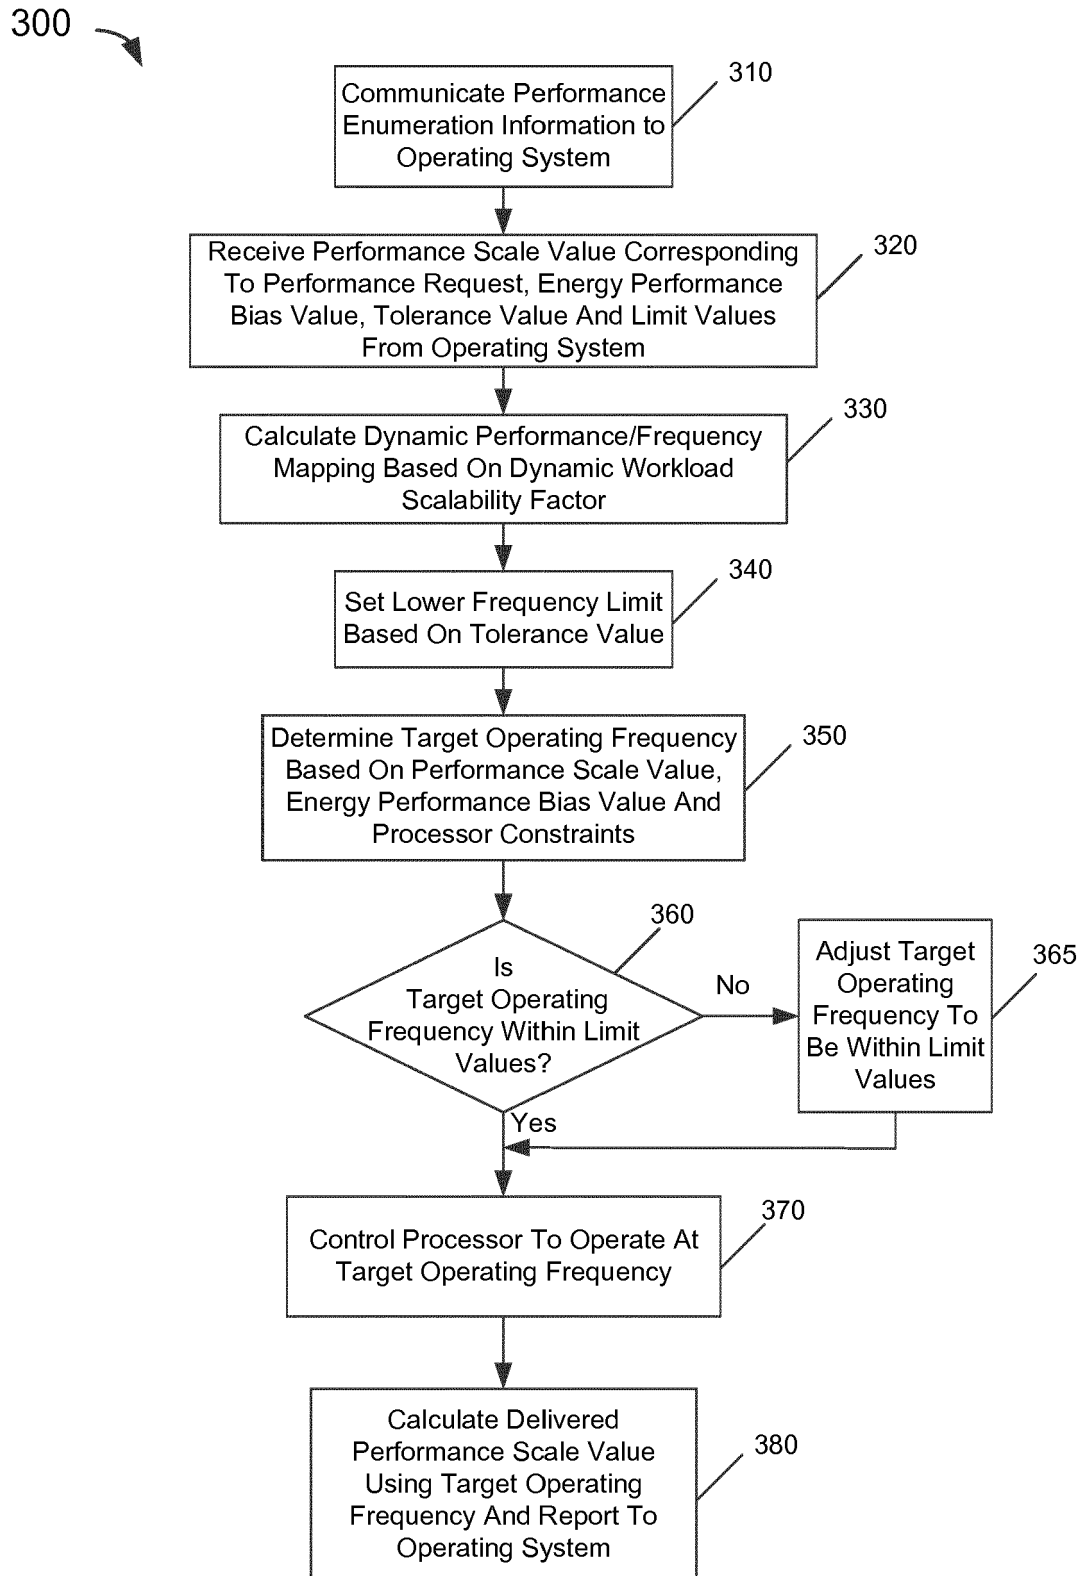 300
310
Communicate Performance
Enumeration Information to
Operating System
320
Receive Performance Scale Value Corresponding
To Performance Request, Energy Performance
Bias Value, Tolerance Value And Limit Values
From Operating System
330
Calculate Dynamic Performance/Frequency
Mapping Based On Dynamic Workload
Scalability Factor
340
Set Lower Frequency Limit
Based On Tolerance Value
350
Determine Target Operating Frequency
Based On Performance Scale Value,
Energy Performance Bias Value And
Processor Constraints
360
Is
Target Operating
Frequency Within Limit
Values?
No
365
Adjust Target
Operating
Frequency To
Be Within Limit
Values
Yes
370
Control Processor To Operate At
Target Operating Frequency
380
Calculate Delivered
Performance Scale Value
Using Target Operating
Frequency And Report To
Operating System